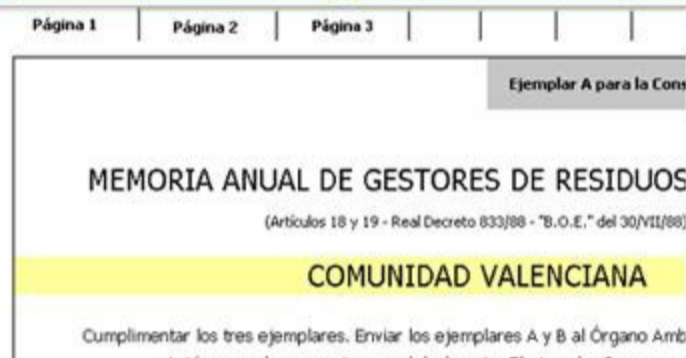 Página 1 Página 2 Página 3
Ejemplar A para la Cons
MEMORIA ANUAL DE GESTORES DE RESIDUOS
(Artículos 18 y 19 - Real Decreto 833/88 - "B.O.E." del 30/VII/88)
COMUNIDAD VALENCIANA
Cumplimentar los tres ejemplares. Enviar los ejemplares A y B al Órgano Amb